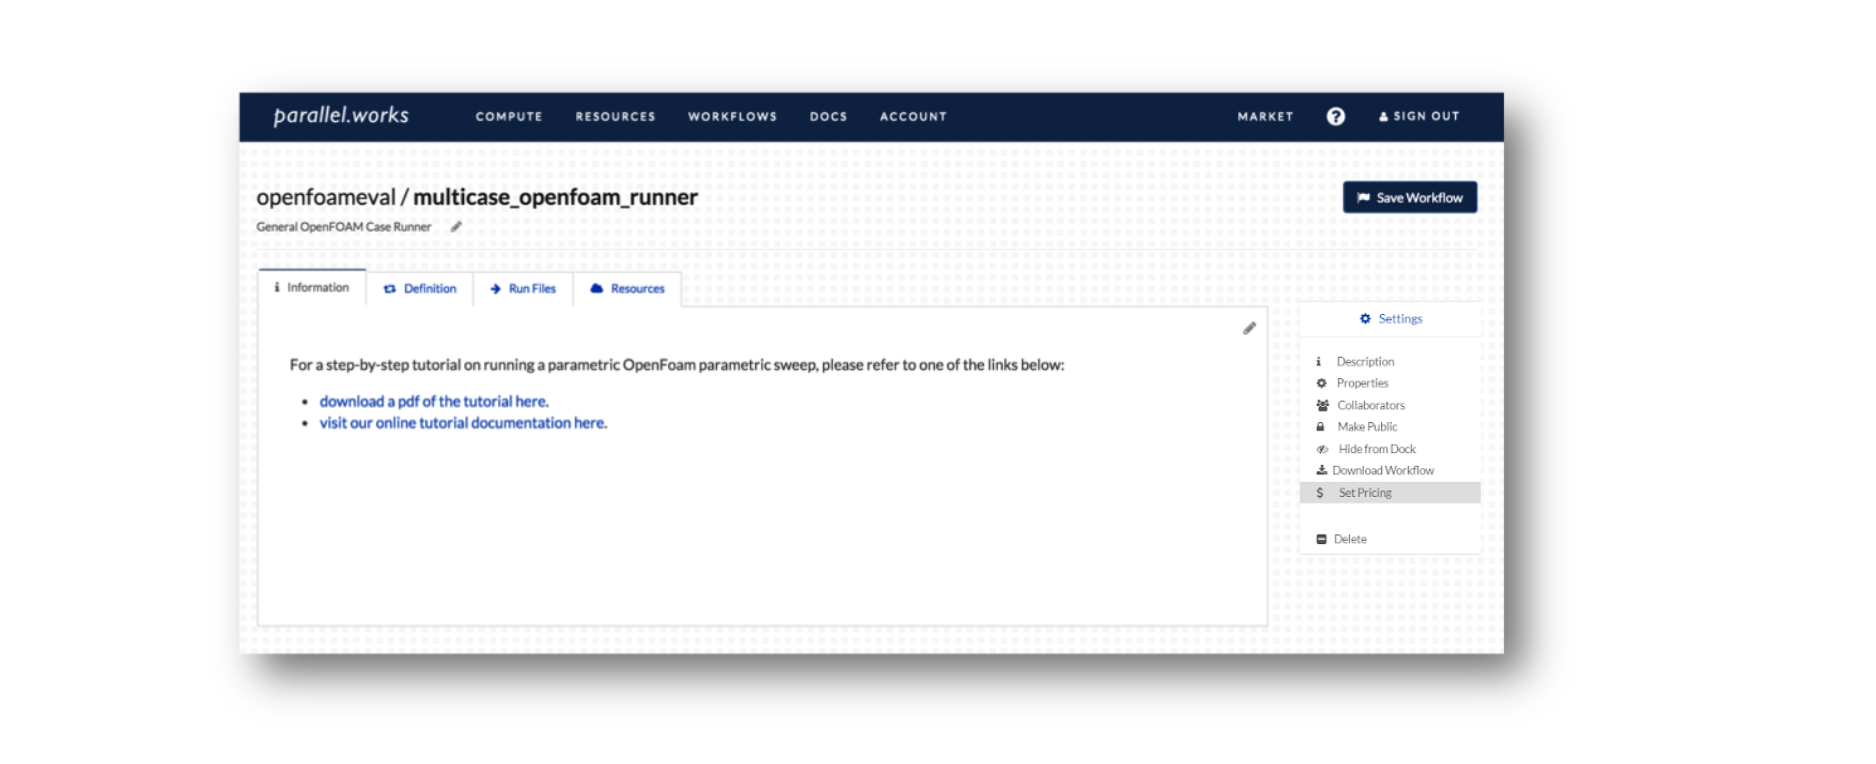 parallel.works COMPUTE RESOURCES WORKFLOWS DOCS ACCOUNT MARKET ? SIGN OUT
openfoameval / multicase_openfoam_runner
Save Workflow
General OpenFOAM Case Runner
Information Definition Run Files Resources
For a step-by-step tutorial on running a parametric OpenFoam parametric sweep, please refer to one of the links below:
• download a pdf of the tutorial here.
• visit our online tutorial documentation here.
Settings
Description
Properties
Collaborators
Make Public
Hide from Dock
Download Workflow
$ Set Pricing
Delete